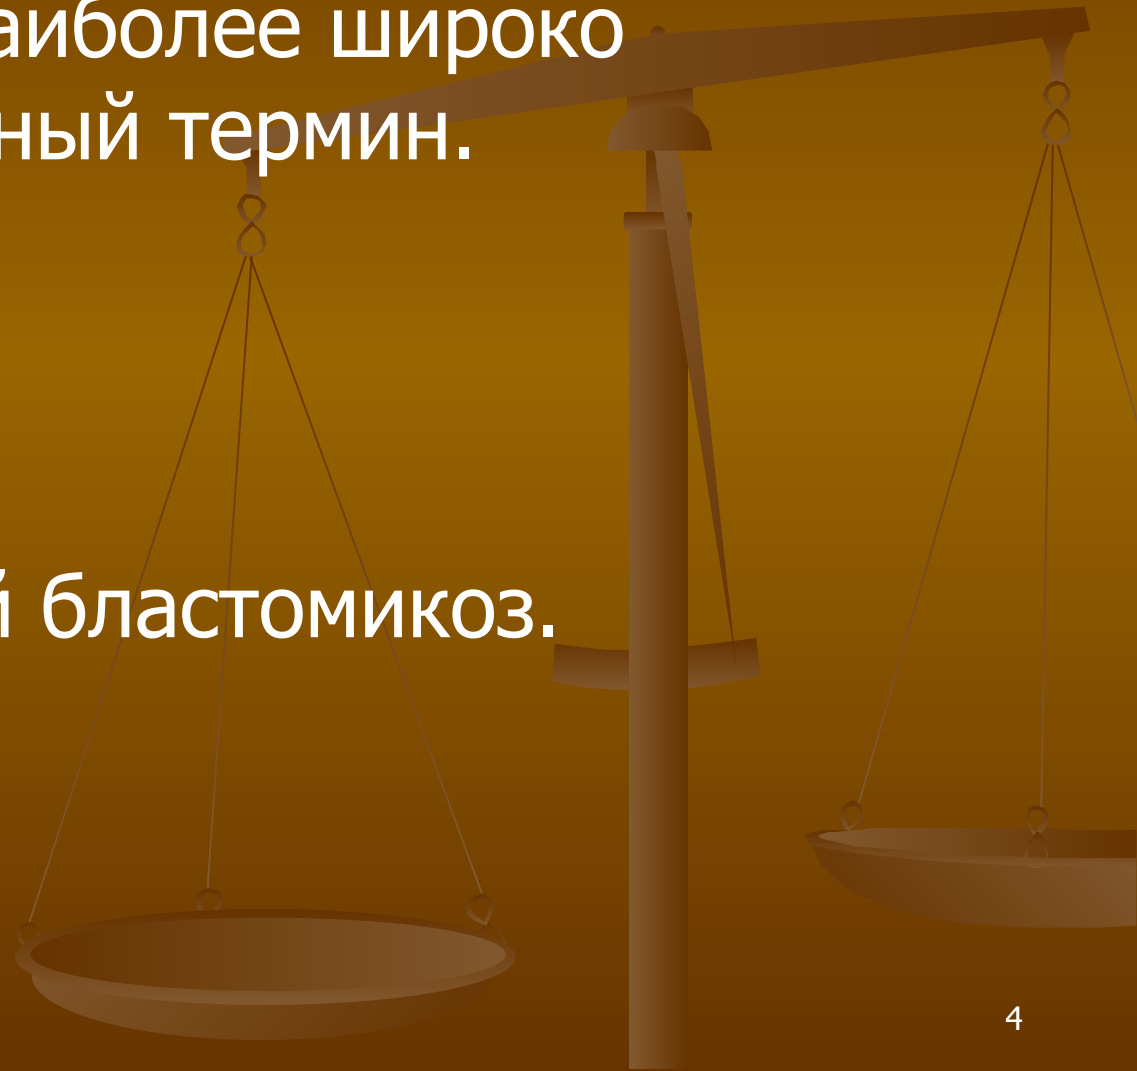 аиболее широко
ный термин.
й бластомикоз.
4